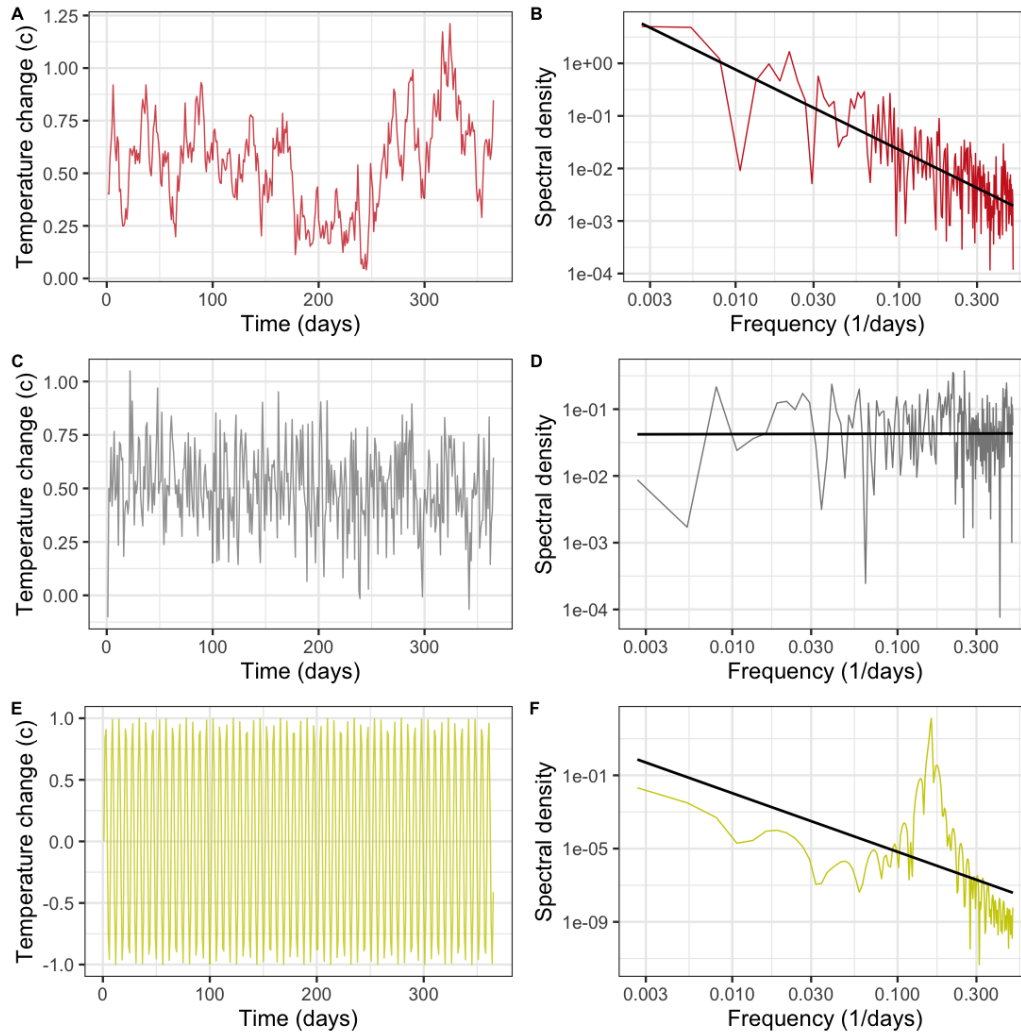 A
Temperature change (c)
1.25
1.00
0.75
0.50
0.25
0.00
0
100
200
300
Time (days)
B
Spectral density
1e+00
1e-01
1e-02
1e-03
1e-04
0.003
0.010
0.030
0.100
0.300
Frequency (1/days)
C
Temperature change (c)
1.00
0.75
0.50
0.25
0.00
0
100
200
300
Time (days)
D
Spectral density
1e-01
1e-02
1e-03
1e-04
0.003
0.010
0.030
0.100
0.300
Frequency (1/days)
E
Temperature change (c)
1.0
0.5
0.0
-0.5
-1.0
0
100
200
300
Time (days)
F
Spectral density
1e-01
1e-05
1e-09
0.003
0.010
0.030
0.100
0.300
Frequency (1/days)